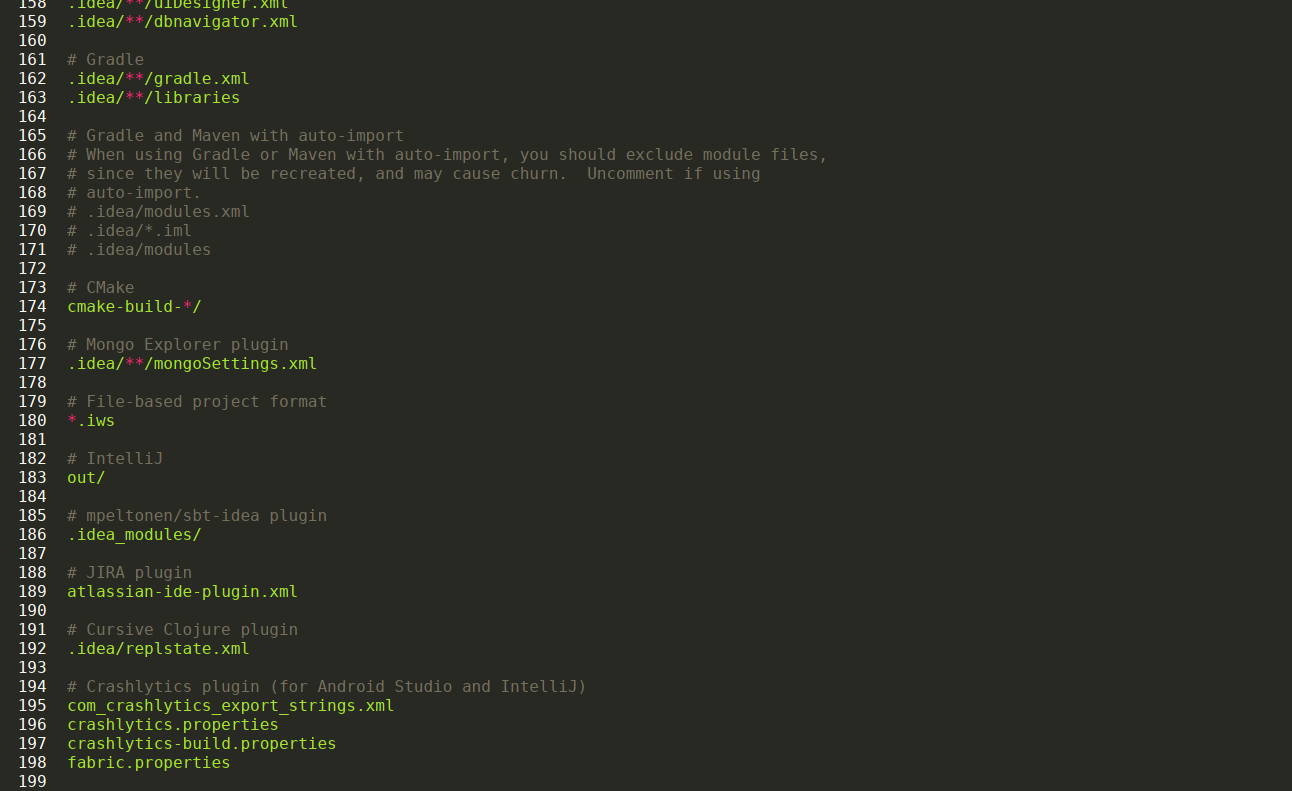 158 .idea/**/uiDesigner.xml
159 .idea/**/dbnavigator.xml
160
161 # Gradle
162 .idea/**/gradle.xml
163 .idea/**/libraries
164
165 # Gradle and Maven with auto-import
166 # When using Gradle or Maven with auto-import, you should exclude module files,
167 # since they will be recreated, and may cause churn.  Uncomment if using
168 # auto-import.
169 # .idea/modules.xml
170 # .idea/*.iml
171 # .idea/modules
172
173 # CMake
174 cmake-build-*/
175
176 # Mongo Explorer plugin
177 .idea/**/mongoSettings.xml
178
179 # File-based project format
180 *.iws
181
182 # IntelliJ
183 out/
184
185 # mpeltonen/sbt-idea plugin
186 .idea_modules/
187
188 # JIRA plugin
189 atlassian-ide-plugin.xml
190
191 # Cursive Clojure plugin
192 .idea/replstate.xml
193
194 # Crashlytics plugin (for Android Studio and IntelliJ)
195 com_crashlytics_export_strings.xml
196 crashlytics.properties
197 crashlytics-build.properties
198 fabric.properties
199